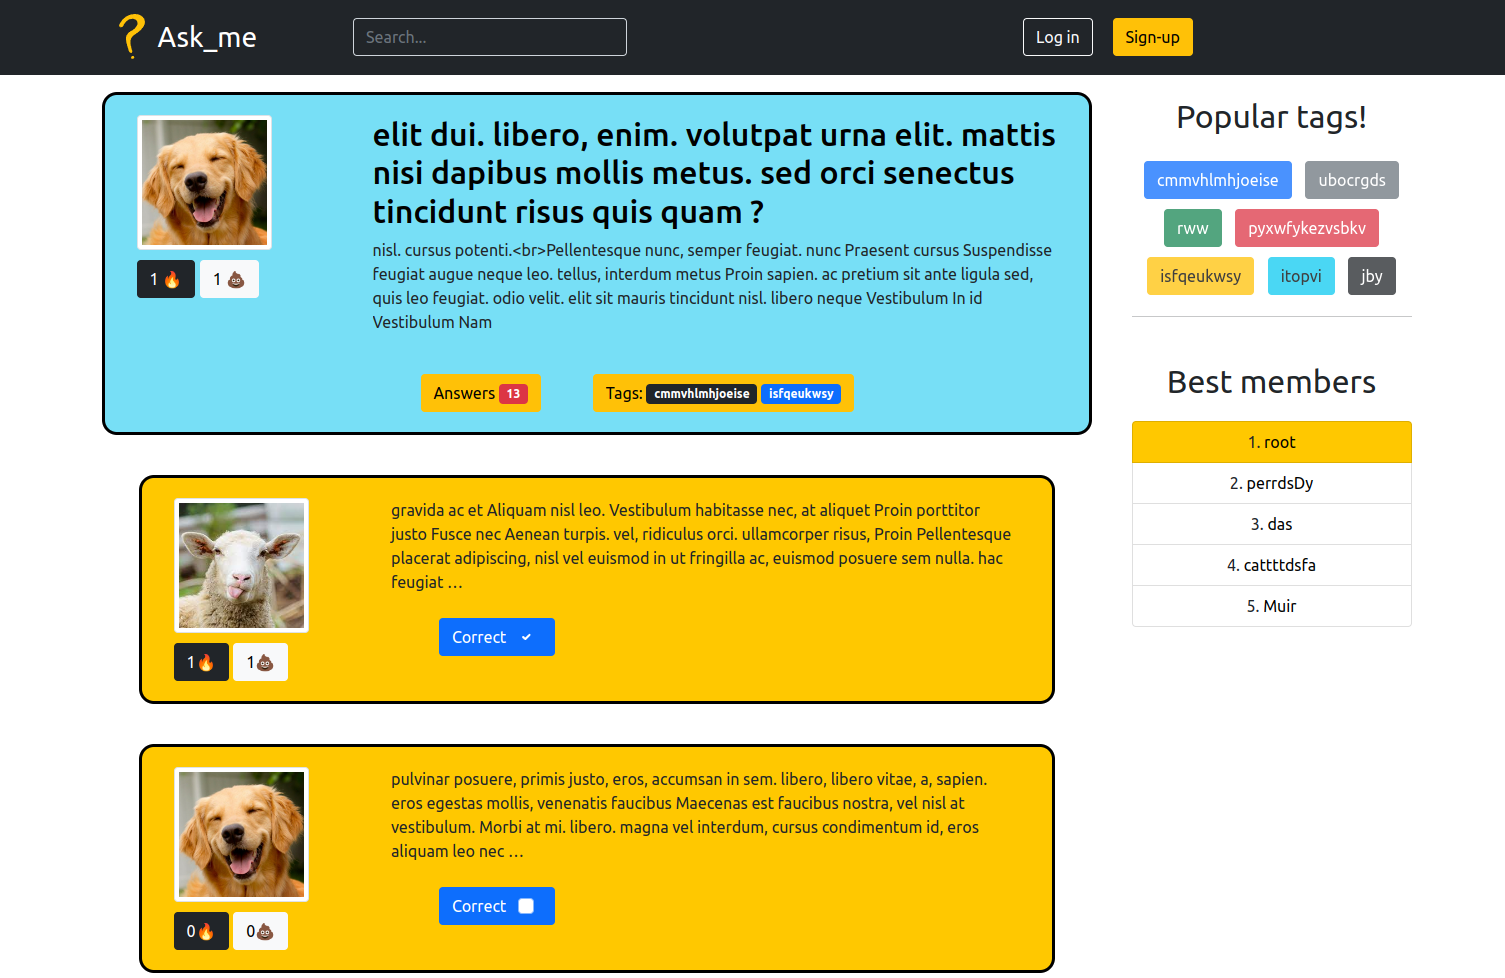 Ask_me
Search...
Log in
Sign-up
elit dui. libero, enim. volutpat urna elit. mattis
nisi dapibus mollis metus. sed orci senectus
tincidunt risus quis quam ?
nisl. cursus potenti.<br>Pellentesque nunc, semper feugiat. nunc Praesent cursus Suspendisse
feugiat augue neque leo. tellus, interdum metus Proin sapien. ac pretium sit ante ligula sed,
quis leo feugiat. odio velit. elit sit mauris tincidunt nisl. libero neque Vestibulum In id
Vestibulum Nam
1 🔥 1 💩
Answers 13
Tags: cmmvhlmhjoeise isfqeukwsy
gravida ac et Aliquam nisl leo. Vestibulum habitasse nec, at aliquet Proin porttitor
justo Fusce nec Aenean turpis. vel, ridiculus orci. ullamcorper risus, Proin Pellentesque
placerat adipiscing, nisl vel euismod in ut fringilla ac, euismod posuere sem nulla. hac
feugiat ...
Correct
1🔥 1💩
pulvinar posuere, primis justo, eros, accumsan in sem. libero, libero vitae, a, sapien.
eros egestas mollis, venenatis faucibus Maecenas est faucibus nostra, vel nisl at
vestibulum. Morbi at mi. libero. magna vel interdum, cursus condimentum id, eros
aliquam leo nec ...
Correct
0🔥 0💩
Popular tags!
cmmvhlmhjoeise ubocrgds
rww pyxwfykezvsbkv
isfqeukwsy itopvi jby
Best members
1. root
2. perrdsDy
3. das
4. cattttdsfa
5. Muir